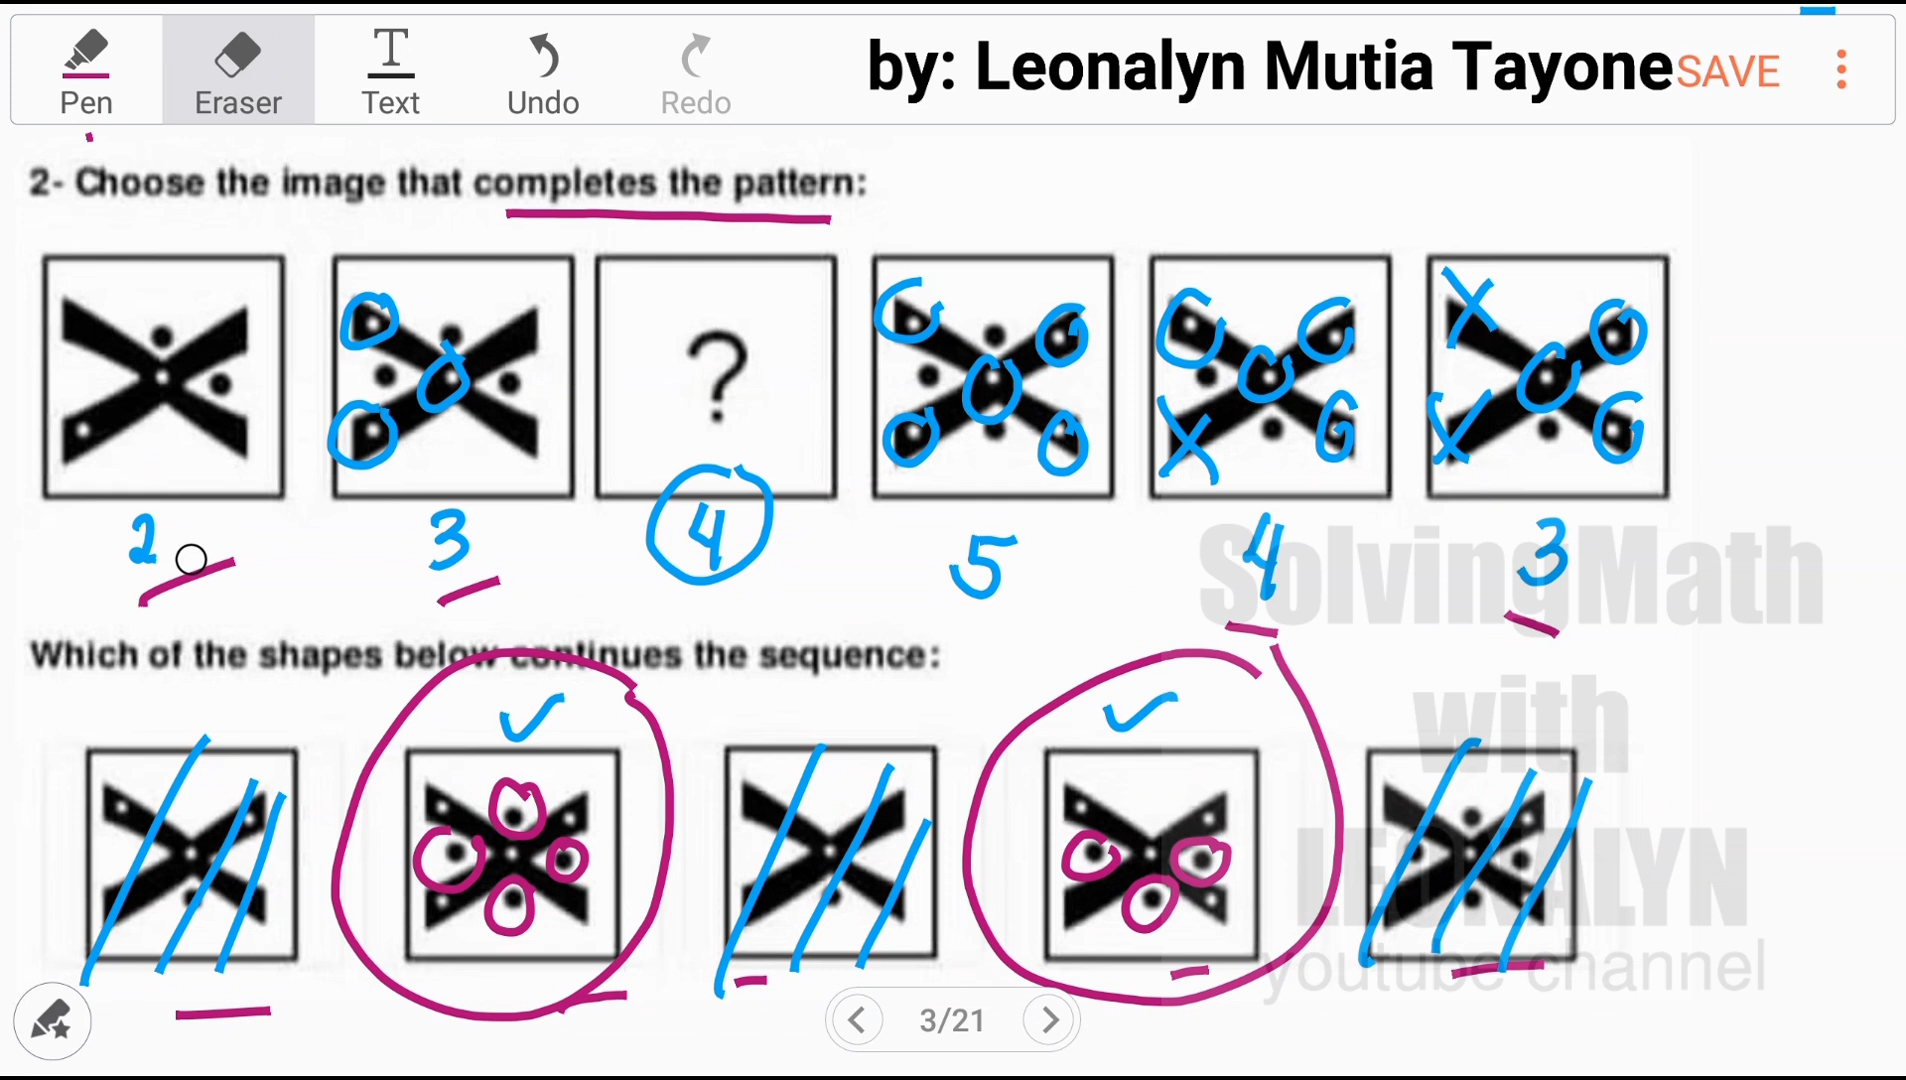 Pen Eraser Text Undo Redo by: Leonalyn Mutia Tayone SAVE
2- Choose the image that completes the pattern:
?
2 3 4 5 4 3
SolvingMath
Which of the shapes below continues the sequence:
with
LEONALYN
youtube channel
3/21